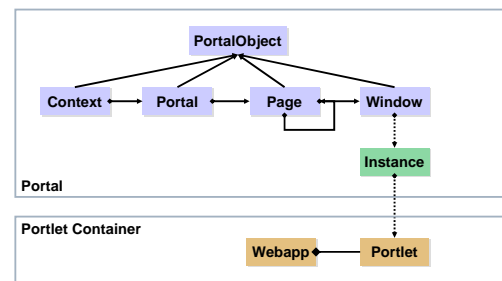 PortalObject
Context Portal Page Window
Instance
Portal
Portlet Container
Webapp Portlet